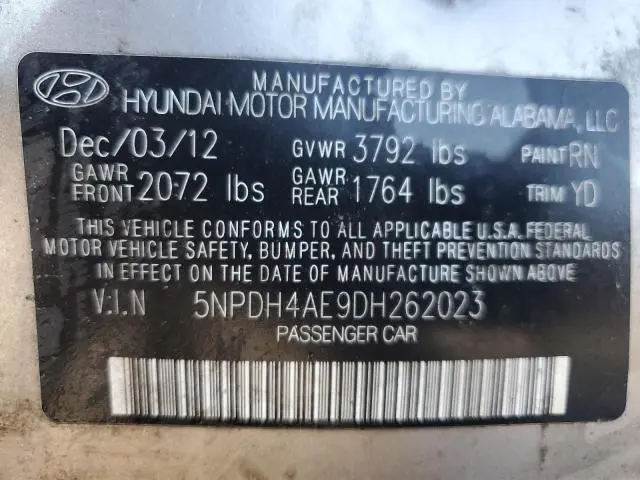 MANUFACTURED BY
HYUNDAI MOTOR MANUFACTURING ALABAMA, LLC
Dec/03/12 GVWR 3792 lbs PAINT RN
GAWR FRONT 2072 lbs GAWR REAR 1764 lbs TRIM YD
THIS VEHICLE CONFORMS TO ALL APPLICABLE U.S.A. FEDERAL
MOTOR VEHICLE SAFETY, BUMPER, AND THEFT PREVENTION STANDARDS
IN EFFECT ON THE DATE OF MANUFACTURE SHOWN ABOVE.
V.I.N 5NPDH4AE9DH262023
PASSENGER CAR